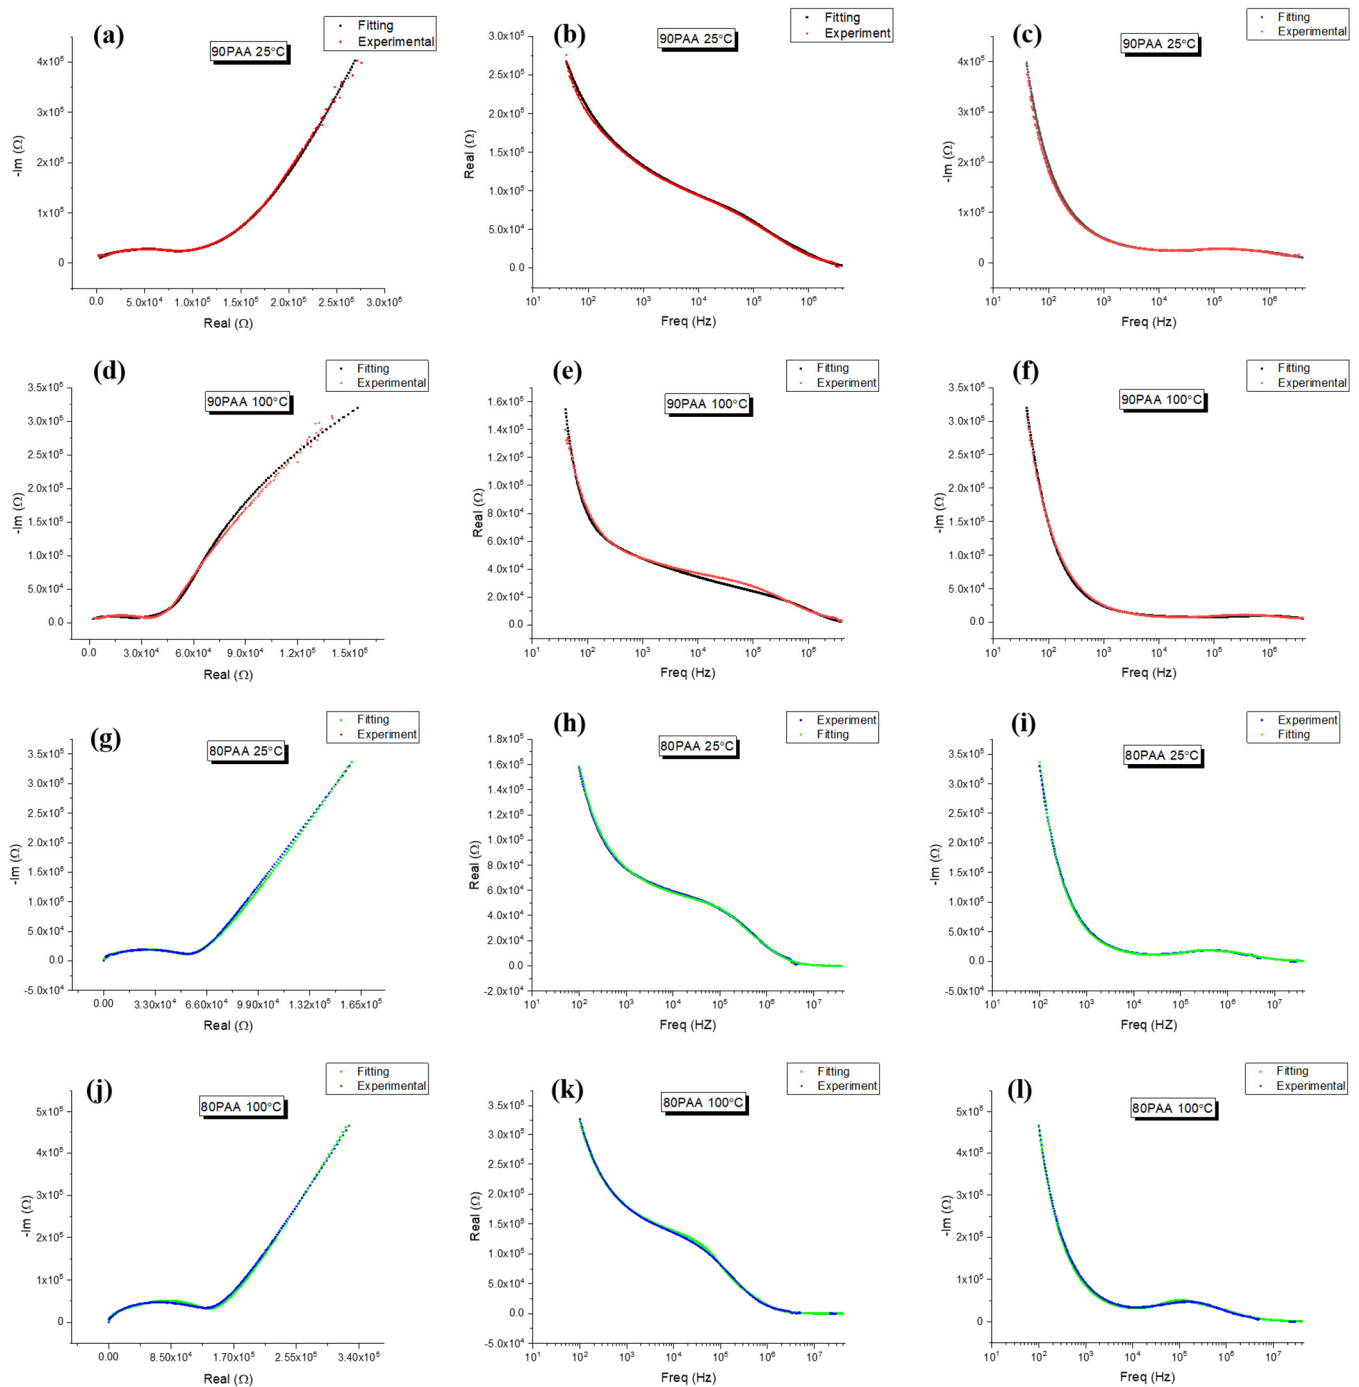 (a)
Fitting
Experimental
90PAA 25°C
4x10⁵
3x10⁵
2x10⁵
1x10⁵
0
-Im (Ω)
0.0 5.0x10⁴ 1.0x10⁵ 1.5x10⁵ 2.0x10⁵ 2.5x10⁵ 3.0x10⁵
Real (Ω)
(b)
Fitting
Experiment
90PAA 25°C
3.0x10⁵
2.5x10⁵
2.0x10⁵
1.5x10⁵
1.0x10⁵
5.0x10⁴
0.0
Real (Ω)
10¹ 10² 10³ 10⁴ 10⁵ 10⁶
Freq (Hz)
(c)
Fitting
Experimental
90PAA 25°C
4x10⁵
3x10⁵
2x10⁵
1x10⁵
0
-Im (Ω)
10¹ 10² 10³ 10⁴ 10⁵ 10⁶
Freq (Hz)
(d)
Fitting
Experimental
90PAA 100°C
3.5x10⁵
3.0x10⁵
2.5x10⁵
2.0x10⁵
1.5x10⁵
1.0x10⁵
5.0x10⁴
0.0
-Im (Ω)
0.0 3.0x10⁴ 6.0x10⁴ 9.0x10⁴ 1.2x10⁵ 1.5x10⁵
Real (Ω)
(e)
Fitting
Experiment
90PAA 100°C
1.6x10⁵
1.4x10⁵
1.2x10⁵
1.0x10⁵
8.0x10⁴
6.0x10⁴
4.0x10⁴
2.0x10⁴
0.0
Real (Ω)
10¹ 10² 10³ 10⁴ 10⁵ 10⁶
Freq (Hz)
(f)
Fitting
Experimental
90PAA 100°C
3.5x10⁵
3.0x10⁵
2.5x10⁵
2.0x10⁵
1.5x10⁵
1.0x10⁵
5.0x10⁴
0.0
-Im (Ω)
10¹ 10² 10³ 10⁴ 10⁵ 10⁶
Freq (Hz)
(g)
Fitting
Experiment
80PAA 25°C
3.5x10⁵
3.0x10⁵
2.5x10⁵
2.0x10⁵
1.5x10⁵
1.0x10⁵
5.0x10⁴
0.0
-5.0x10⁴
-Im (Ω)
0.00 3.30x10⁴ 6.60x10⁴ 9.90x10⁴ 1.32x10⁵ 1.65x10⁵
Real (Ω)
(h)
Experiment
Fitting
80PAA 25°C
1.8x10⁵
1.6x10⁵
1.4x10⁵
1.2x10⁵
1.0x10⁵
8.0x10⁴
6.0x10⁴
4.0x10⁴
2.0x10⁴
0.0
-2.0x10⁴
Real (Ω)
10¹ 10² 10³ 10⁴ 10⁵ 10⁶ 10⁷
Freq (HZ)
(i)
Experiment
Fitting
80PAA 25°C
3.5x10⁵
3.0x10⁵
2.5x10⁵
2.0x10⁵
1.5x10⁵
1.0x10⁵
5.0x10⁴
0.0
-5.0x10⁴
-Im (Ω)
10¹ 10² 10³ 10⁴ 10⁵ 10⁶ 10⁷
Freq (HZ)
(j)
Fitting
Experimental
80PAA 100°C
5x10⁵
4x10⁵
3x10⁵
2x10⁵
1x10⁵
0
-Im (Ω)
0.00 8.50x10⁴ 1.70x10⁵ 2.55x10⁵ 3.40x10⁵
Real (Ω)
(k)
Fitting
Experiment
80PAA 100°C
3.5x10⁵
3.0x10⁵
2.5x10⁵
2.0x10⁵
1.5x10⁵
1.0x10⁵
5.0x10⁴
0.0
-5.0x10⁴
Real (Ω)
10¹ 10² 10³ 10⁴ 10⁵ 10⁶ 10⁷
Freq (HZ)
(l)
Fitting
Experimental
80PAA 100°C
5x10⁵
4x10⁵
3x10⁵
2x10⁵
1x10⁵
0
-Im (Ω)
10¹ 10² 10³ 10⁴ 10⁵ 10⁶ 10⁷
Freq (HZ)